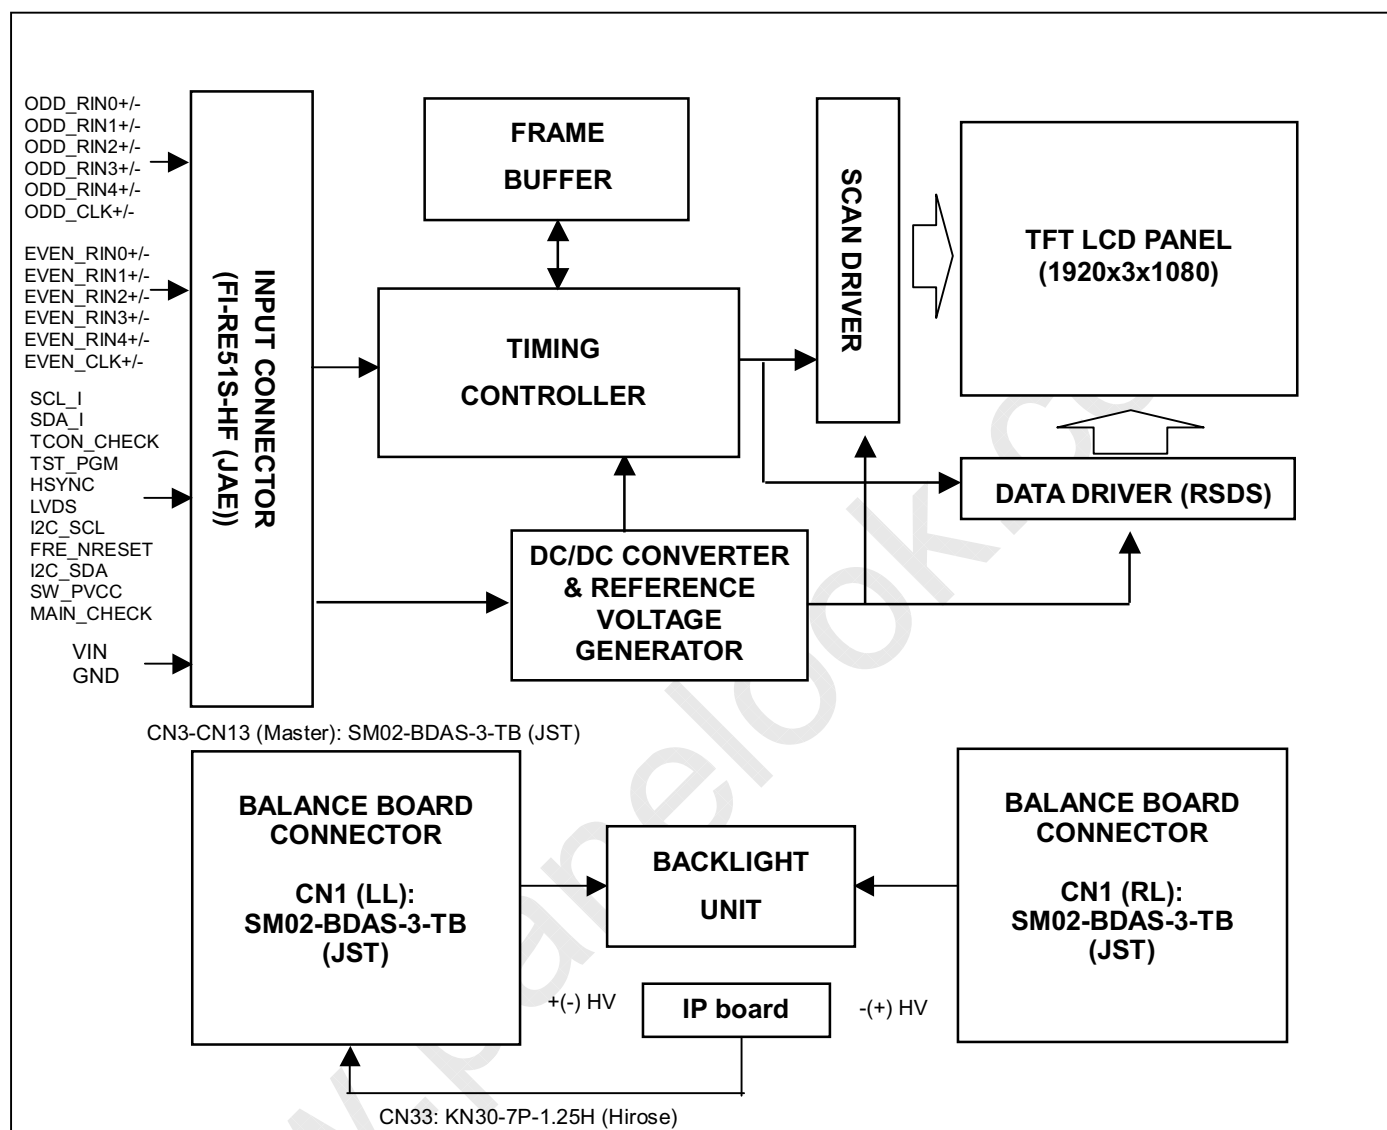 ODD_RIN0+/-
ODD_RIN1+/-
ODD_RIN2+/-
ODD_RIN3+/-
ODD_RIN4+/-
ODD_CLK+/-
EVEN_RIN0+/-
EVEN_RIN1+/-
EVEN_RIN2+/-
EVEN_RIN3+/-
EVEN_RIN4+/-
EVEN_CLK+/-
SCL_I
SDA_I
TCON_CHECK
TST_PGM
HSYNC
LVDS
I2C_SCL
FRE_NRESET
I2C_SDA
SW_PVCC
MAIN_CHECK
VIN
GND
INPUT CONNECTOR
(FI-RE51S-HF (JAE))
FRAME
BUFFER
TIMING
CONTROLLER
DC/DC CONVERTER
& REFERENCE
VOLTAGE
GENERATOR
SCAN DRIVER
TFT LCD PANEL
(1920x3x1080)
DATA DRIVER (RSDS)
CN3-CN13 (Master): SM02-BDAS-3-TB (JST)
BALANCE BOARD
CONNECTOR
CN1 (LL):
SM02-BDAS-3-TB
(JST)
BACKLIGHT
UNIT
BALANCE BOARD
CONNECTOR
CN1 (RL):
SM02-BDAS-3-TB
(JST)
+(-) HV
IP board
-(+) HV
CN33: KN30-7P-1.25H (Hirose)
w.panelook.c